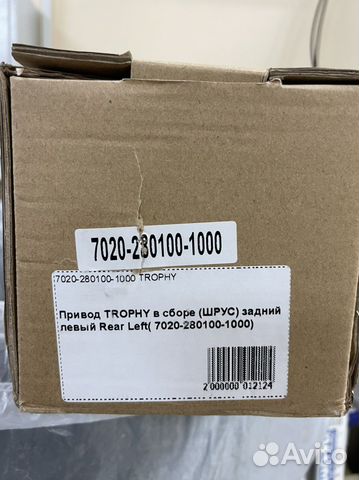 7020-280100-1000
7020-280100-1000 TROPHY
Привод TROPHY в сборе (ШРУС) задний
левый Rear Left( 7020-280100-1000)
2 000000 012124
Avito